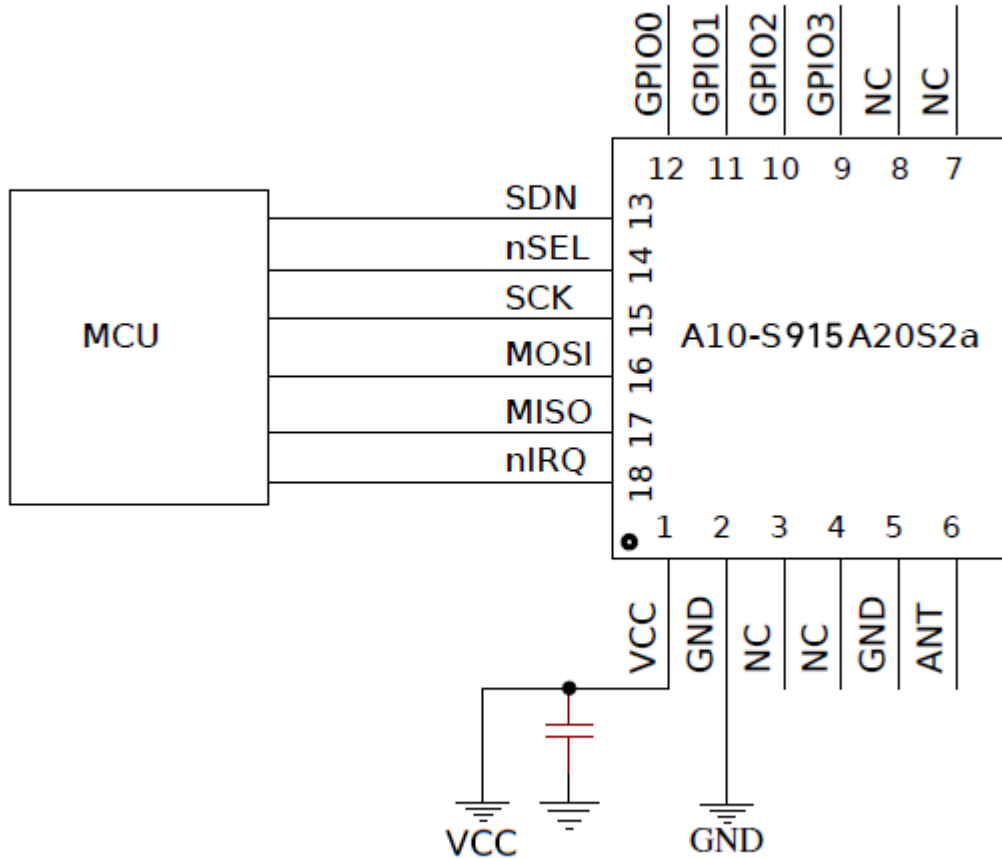 GPIO0
GPIO1
GPIO2
GPIO3
NC
NC
12 11 10 9 8 7
MCU
SDN
nSEL
SCK
MOSI
MISO
nIRQ
13
14
15
16
17
18
A10-S915A20S2a
1 2 3 4 5 6
VCC
GND
NC
NC
GND
ANT
VCC
GND